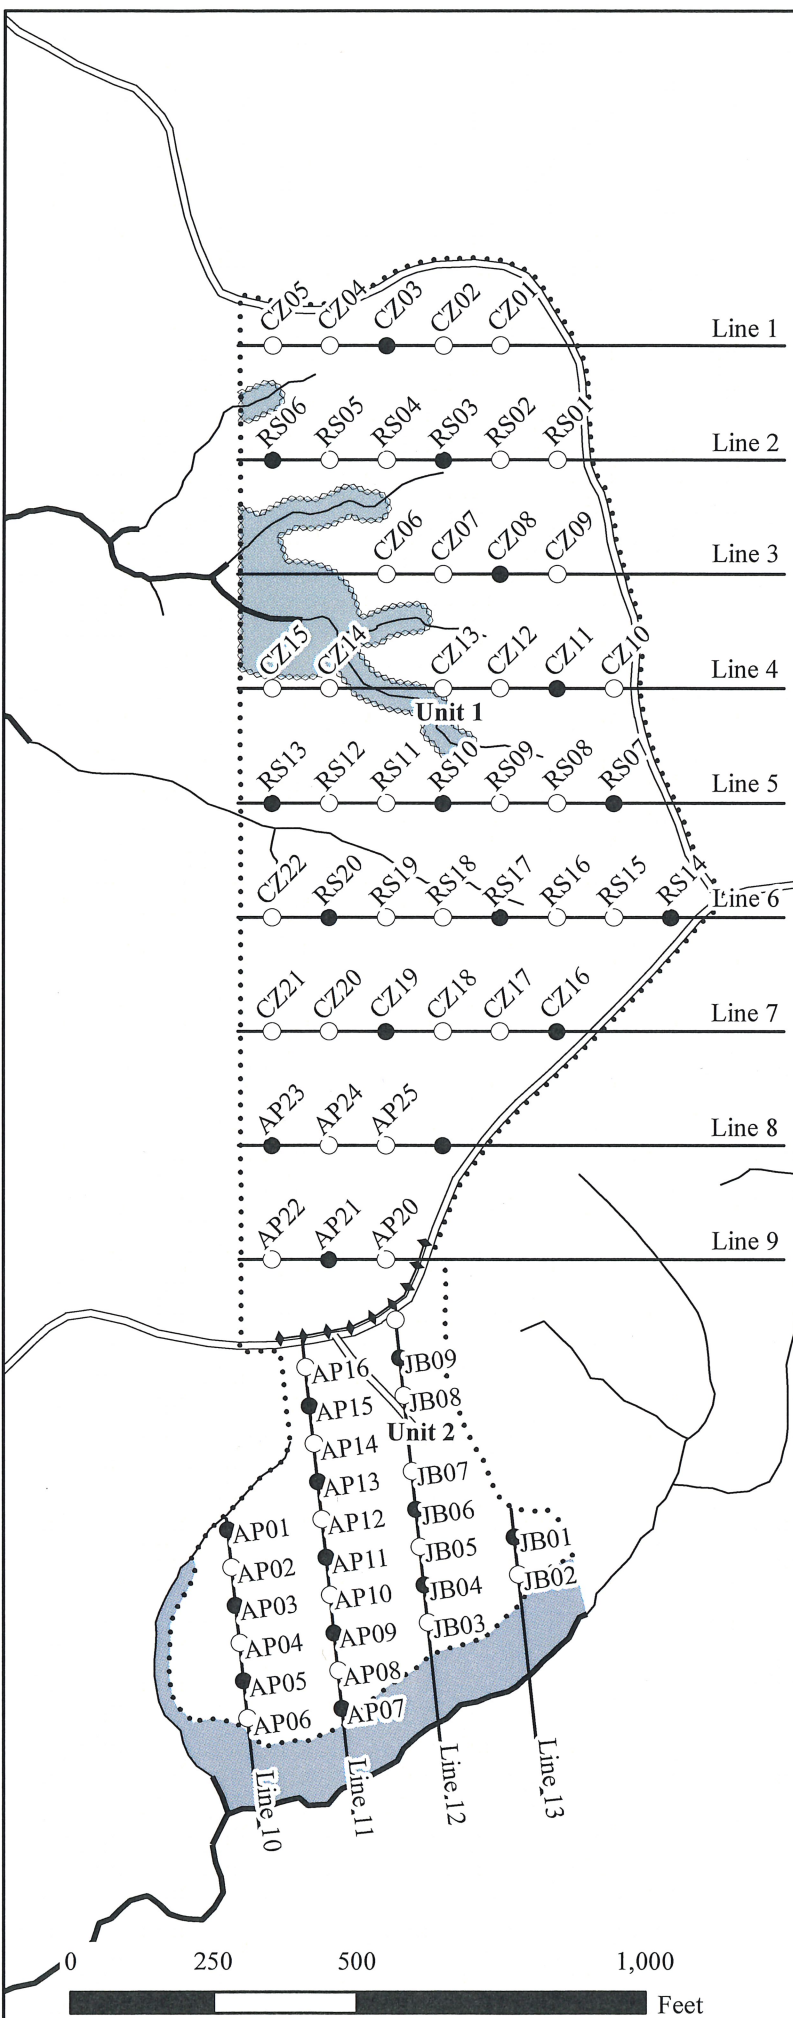 CZ05 CZ04 CZ03 CZ02 CZ01 Line 1
RS06 RS05 RS04 RS03 RS02 RS01 Line 2
CZ06 CZ07 CZ08 CZ09 Line 3
CZ15 CZ14 CZ13 CZ12 CZ11 CZ10 Line 4
Unit 1
RS13 RS12 RS11 RS10 RS09 RS08 RS07 Line 5
CZ22 RS20 RS19 RS18 RS17 RS16 RS15 RS14 Line 6
CZ21 CZ20 CZ19 CZ18 CZ17 CZ16 Line 7
AP23 AP24 AP25 Line 8
AP22 AP21 AP20 Line 9
AP16 JB09
AP15 JB08
AP14 Unit 2
AP13 JB07
AP12 JB06
AP01 JB01
AP11 JB05
AP02 JB02
AP10 JB04
AP03
AP09 JB03
AP04
AP08
AP05
AP07
AP06
Line 10 Line 11 Line 12 Line 13
0 250 500 1,000
Feet